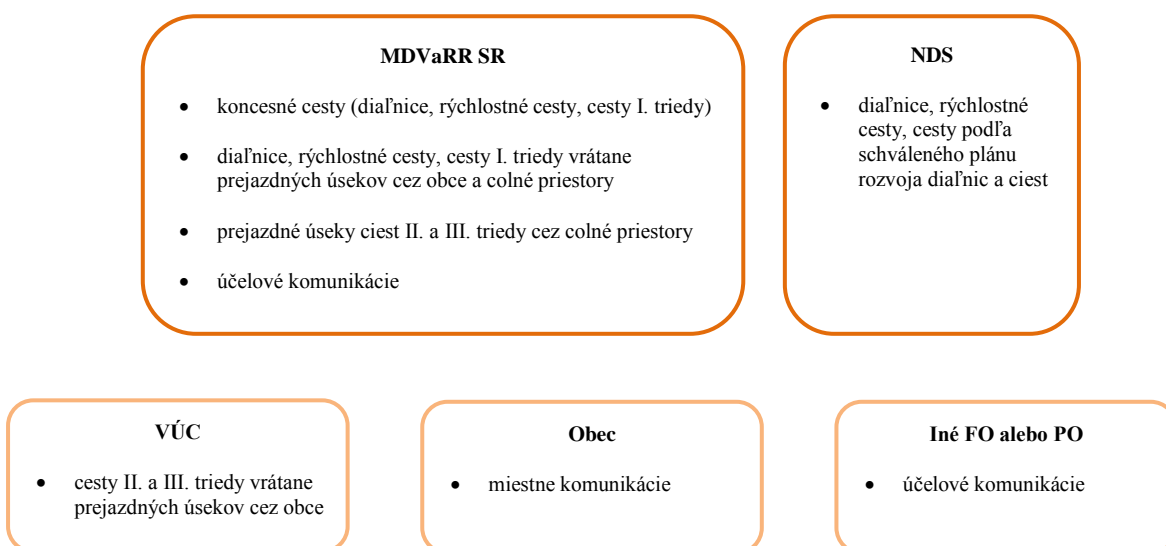 MDVaRR SR
• koncesné cesty (diaľnice, rýchlostné cesty, cesty I. triedy)
• diaľnice, rýchlostné cesty, cesty I. triedy vrátane
prejazdných úsekov cez obce a colné priestory
• prejazdné úseky ciest II. a III. triedy cez colné priestory
• účelové komunikácie
NDS
• diaľnice, rýchlostné
cesty, cesty podľa
schváleného plánu
rozvoja diaľnic a ciest
VÚC
• cesty II. a III. triedy vrátane
prejazdných úsekov cez obce
Obec
• miestne komunikácie
Iné FO alebo PO
• účelové komunikácie